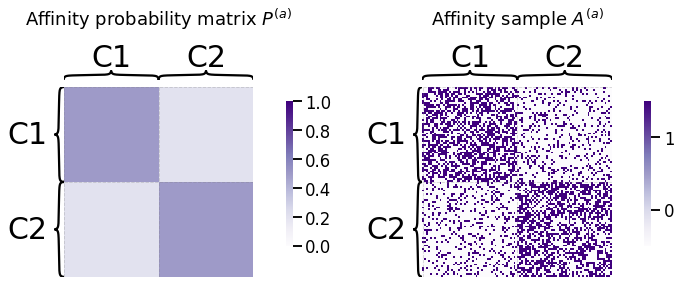 Affinity probability matrix P^(a)
C1 C2
C1
C2
1.0
0.8
0.6
0.4
0.2
0.0
Affinity sample A^(a)
C1 C2
C1
C2
1
0